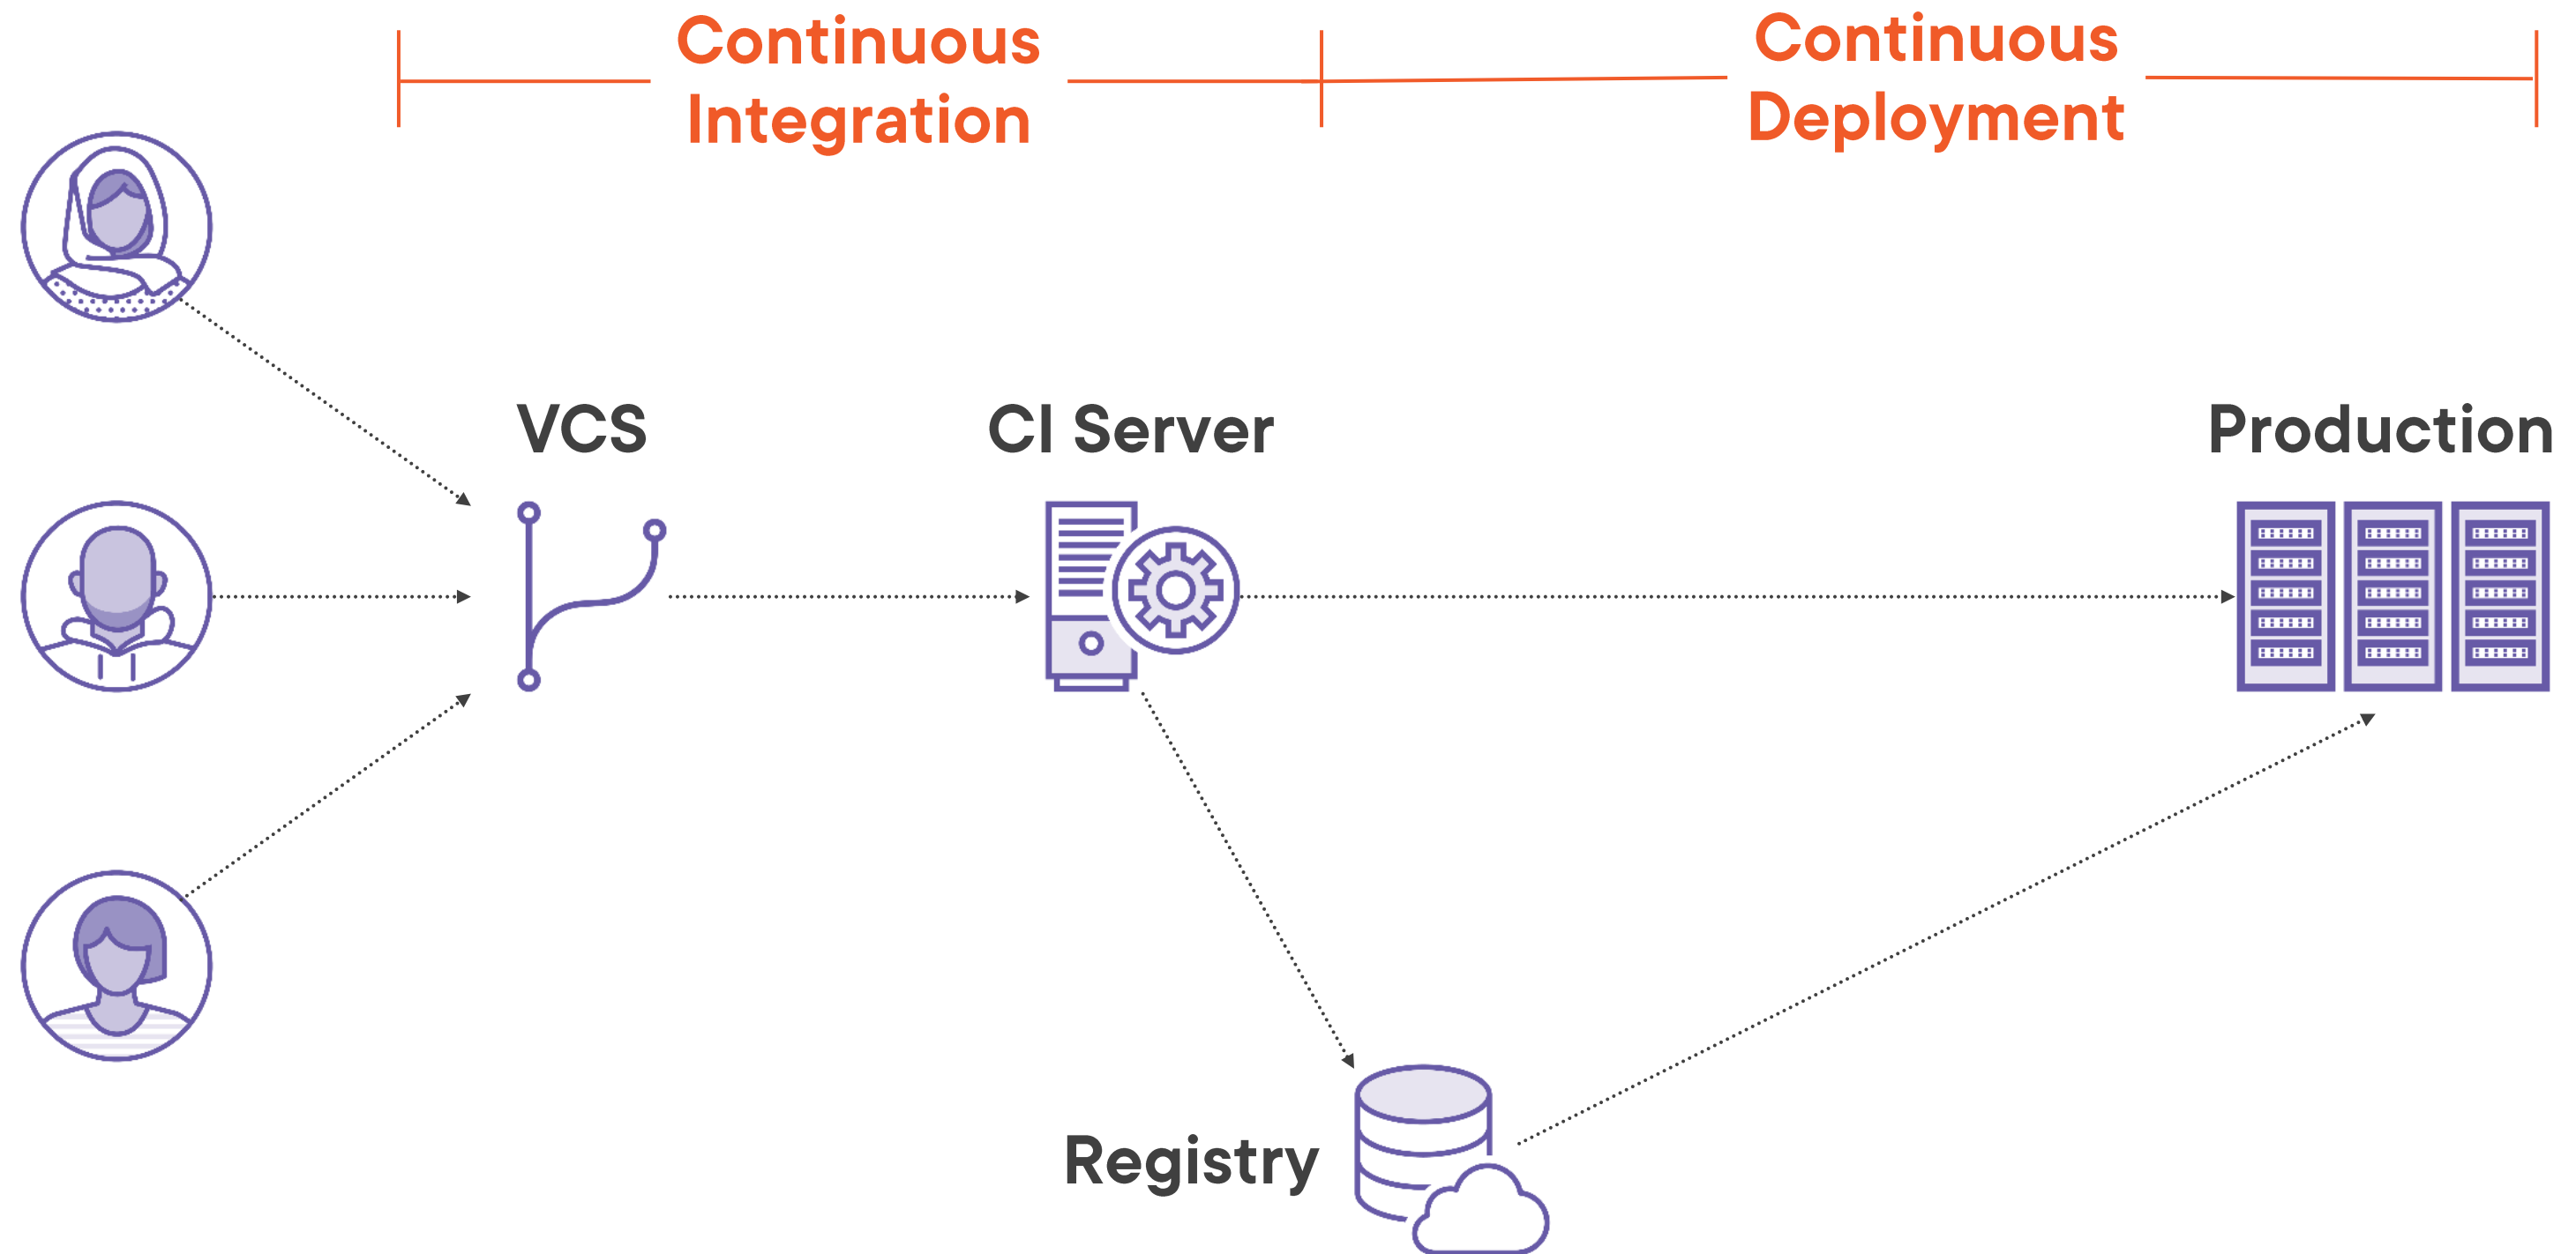 Continuous
Integration
Continuous
Deployment
VCS
CI Server
Production
Registry